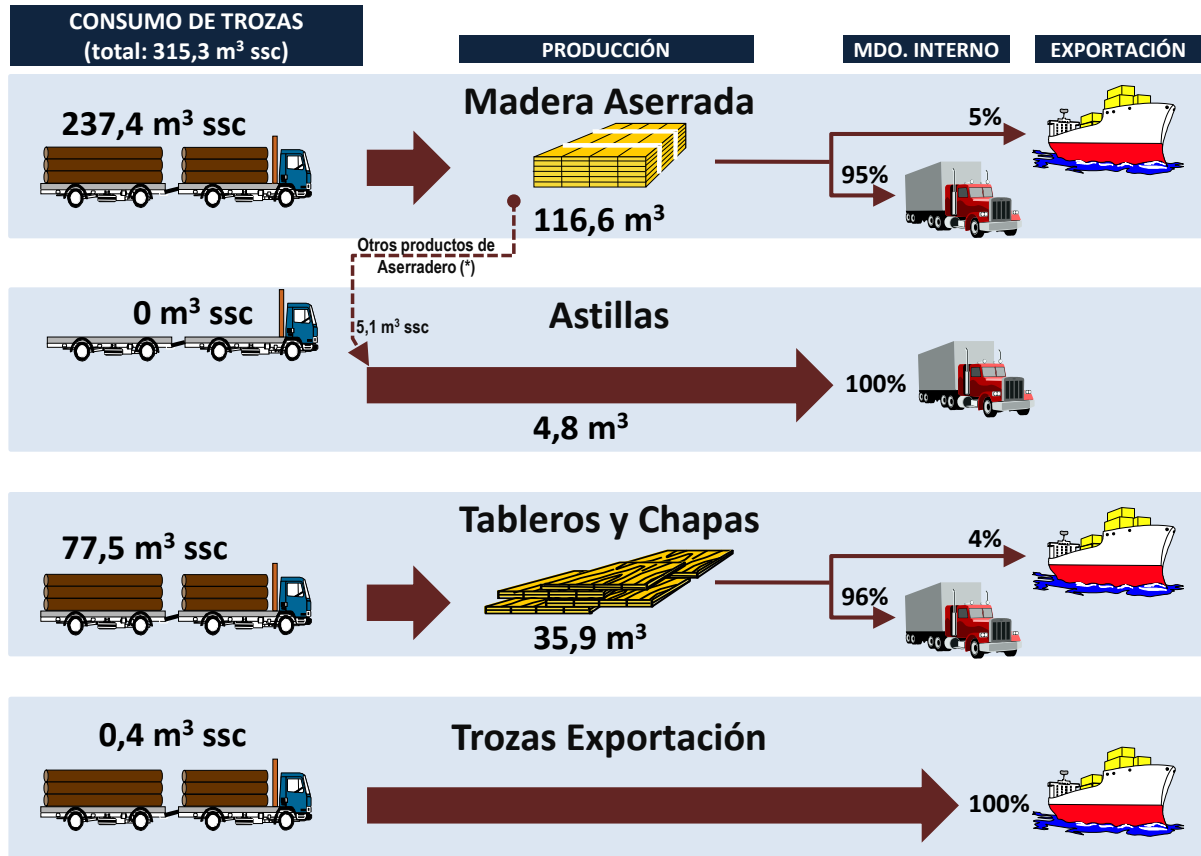 CONSUMO DE TROZAS
(total: 315,3 m³ ssc)
PRODUCCIÓN
MDO. INTERNO
EXPORTACIÓN
Madera Aserrada
237,4 m³ ssc
5%
95%
116,6 m³
Otros productos de
Aserradero (*)
0 m³ ssc
Astillas
5,1 m³ ssc
100%
4,8 m³
Tableros y Chapas
77,5 m³ ssc
4%
96%
35,9 m³
0,4 m³ ssc
Trozas Exportación
100%